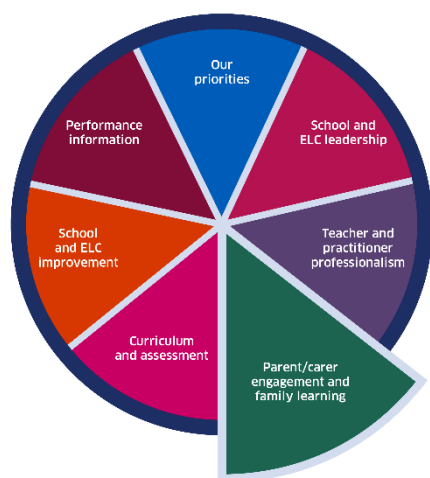 Our
priorities
School and
ELC leadership
Teacher and
practitioner
professionalism
Parent/carer
engagement and
family learning
Curriculum
and assessment
School
and ELC
improvement
Performance
information